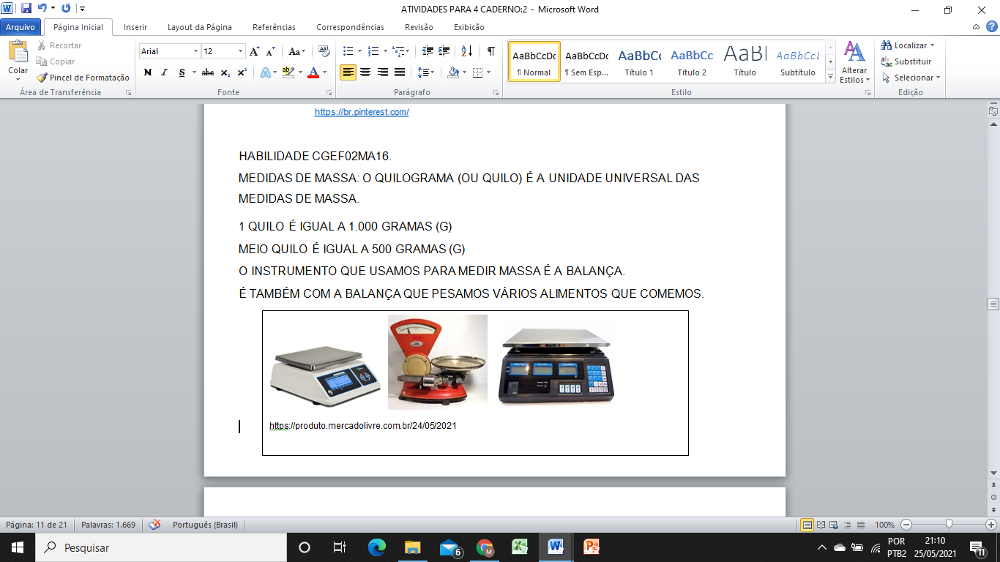 ATIVIDADES PARA 4 CADERNO:2 - Microsoft Word
Arquivo Página Inicial Inserir Layout da Página Referências Correspondências Revisão Exibição
Colar
Recortar
Copiar
Pincel de Formatação
Área de Transferência
Arial 12
N I S abc x₂ x²
Fonte
Parágrafo
AaBbCcDc AaBbCcDc AaBbCc AaBbCc AaBl AaBbCcL
¶ Normal ¶ Sem Esp... Título 1 Título 2 Título Subtítulo
Estilo
Alterar
Estilos
Localizar
Substituir
Selecionar
Edição
https://br.pinterest.com/
HABILIDADE CGEF02MA16.
MEDIDAS DE MASSA: O QUILOGRAMA (OU QUILO) É A UNIDADE UNIVERSAL DAS
MEDIDAS DE MASSA.
1 QUILO É IGUAL A 1.000 GRAMAS (G)
MEIO QUILO É IGUAL A 500 GRAMAS (G)
O INSTRUMENTO QUE USAMOS PARA MEDIR MASSA É A BALANÇA.
É TAMBÉM COM A BALANÇA QUE PESAMOS VÁRIOS ALIMENTOS QUE COMEMOS.
https://produto.mercadolivre.com.br/24/05/2021
Página: 11 de 21 Palavras: 1.669 Português (Brasil) 100%
Pesquisar
6
M
POR
PTB2
21:10
25/05/2021
11